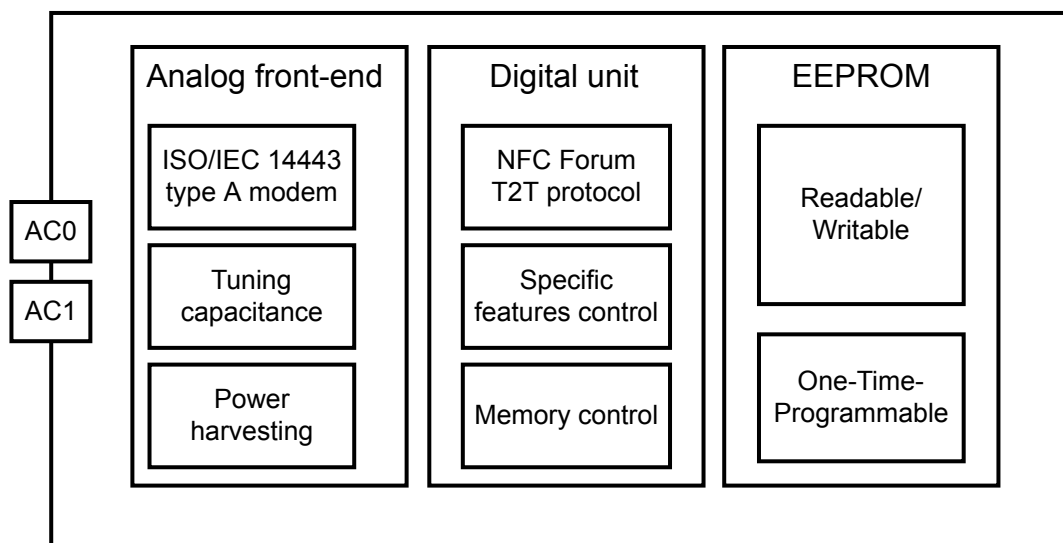 Analog front-end
ISO/IEC 14443
type A modem
Tuning
capacitance
Power
harvesting
Digital unit
NFC Forum
T2T protocol
Specific
features control
Memory control
EEPROM
Readable/
Writable
One-Time-
Programmable
AC0
AC1